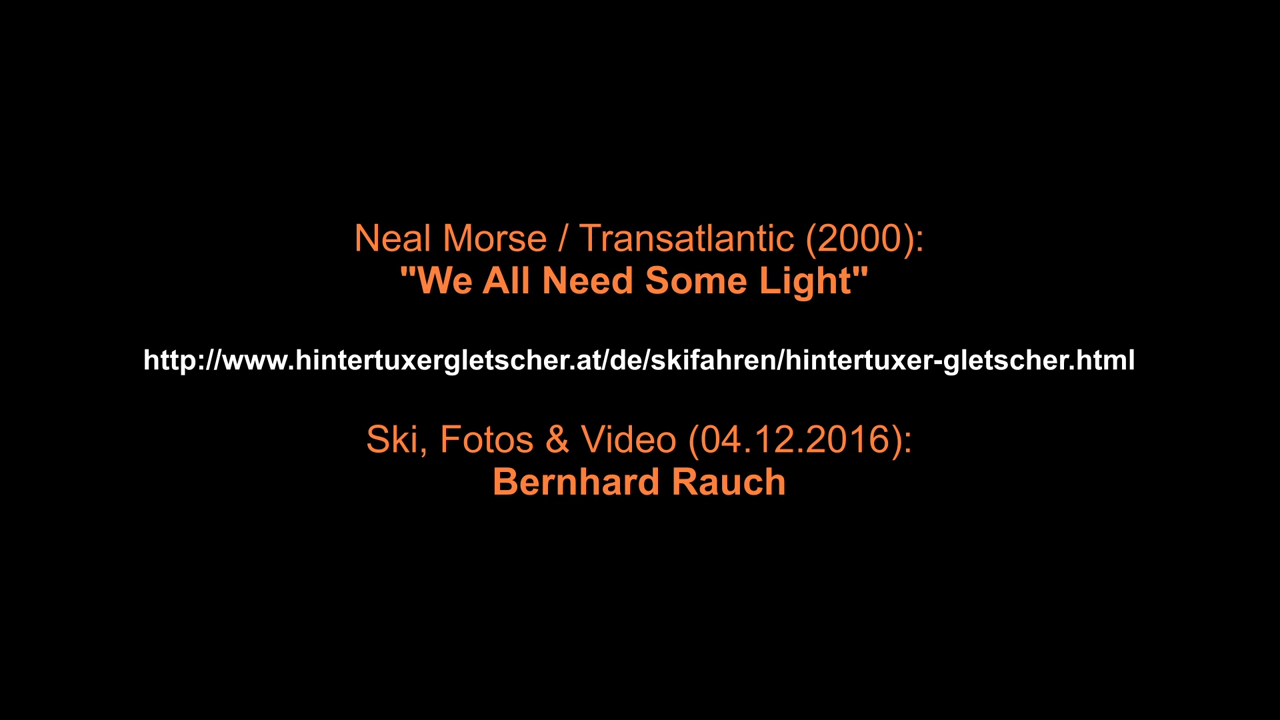 Neal Morse / Transatlantic (2000):
"We All Need Some Light"
http://www.hintertuxergletscher.at/de/skifahren/hintertuxer-gletscher.html
Ski, Fotos & Video (04.12.2016):
Bernhard Rauch